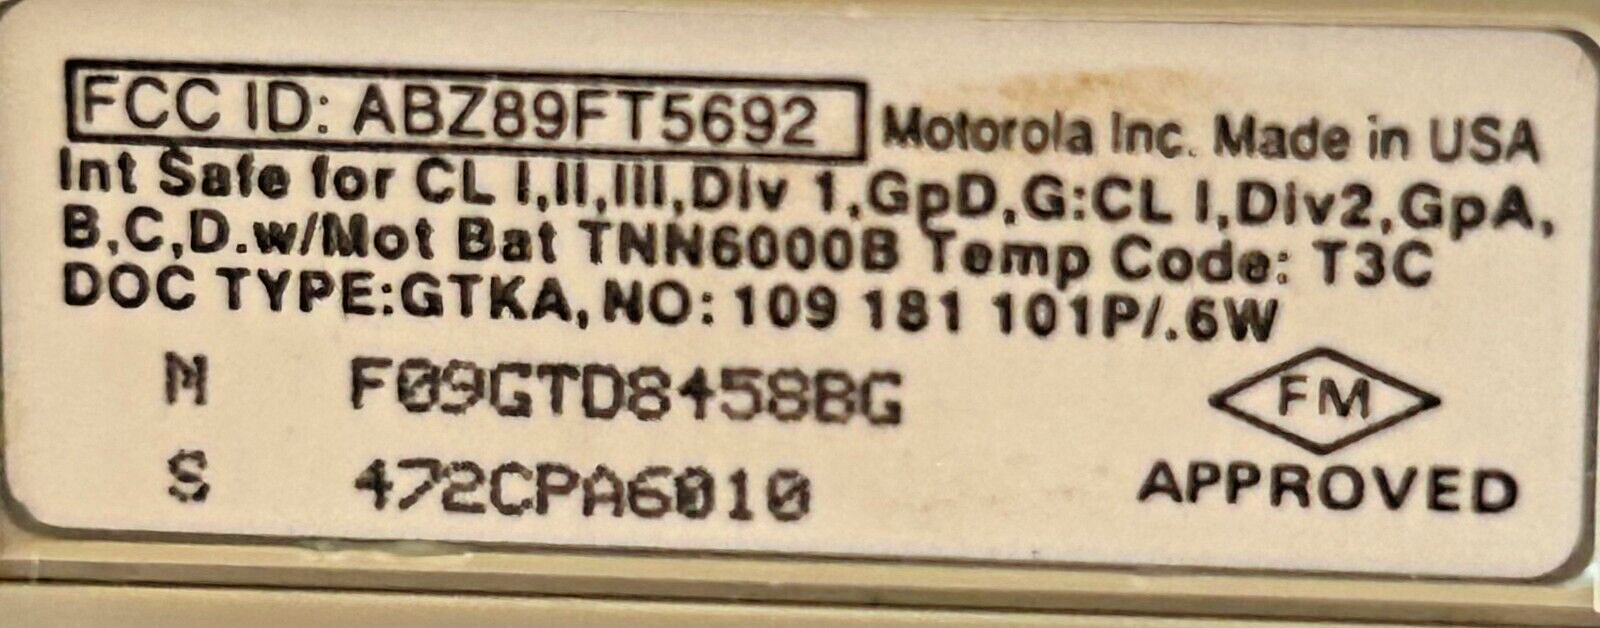 FCC ID: ABZ89FT5692 Motorola Inc. Made in USA
Int Safe for CL I,II,III,Div 1,GpD,G:CL I,Div2,GpA,
B,C,D.w/Mot Bat TNN6000B Temp Code: T3C
DOC TYPE:GTKA, NO: 109 181 101P/.6W
M F09GTD8458BG
S 472CPA6010
FM
APPROVED